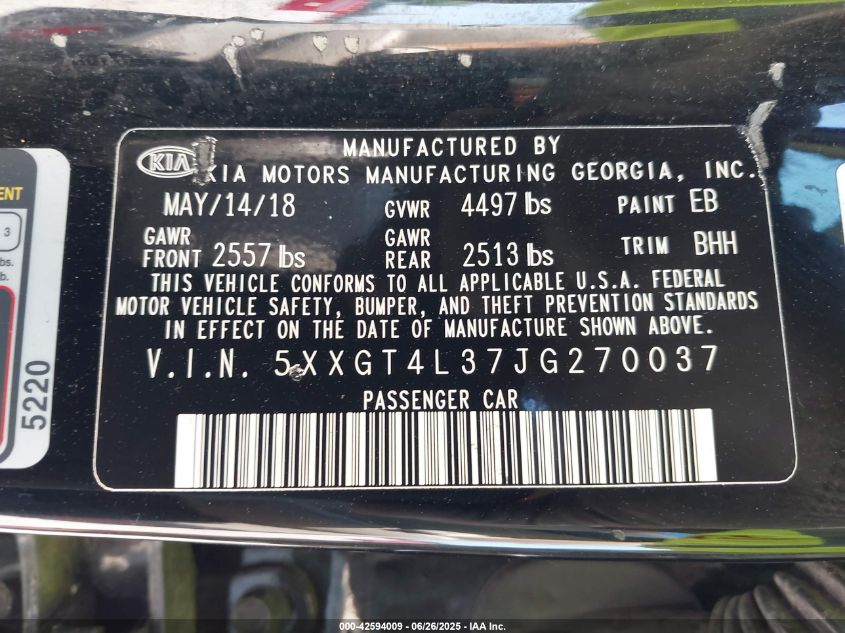 MANUFACTURED BY
KIA KIA MOTORS MANUFACTURING GEORGIA, INC.
MAY/14/18 GVWR 4497 lbs PAINT EB
GAWR FRONT 2557 lbs GAWR REAR 2513 lbs TRIM BHH
THIS VEHICLE CONFORMS TO ALL APPLICABLE U.S.A. FEDERAL
MOTOR VEHICLE SAFETY, BUMPER, AND THEFT PREVENTION STANDARDS
IN EFFECT ON THE DATE OF MANUFACTURE SHOWN ABOVE.
V.I.N. 5XXGT4L37JG270037
PASSENGER CAR
3
5220
000-42594009 - 06/26/2025 - IAA Inc.